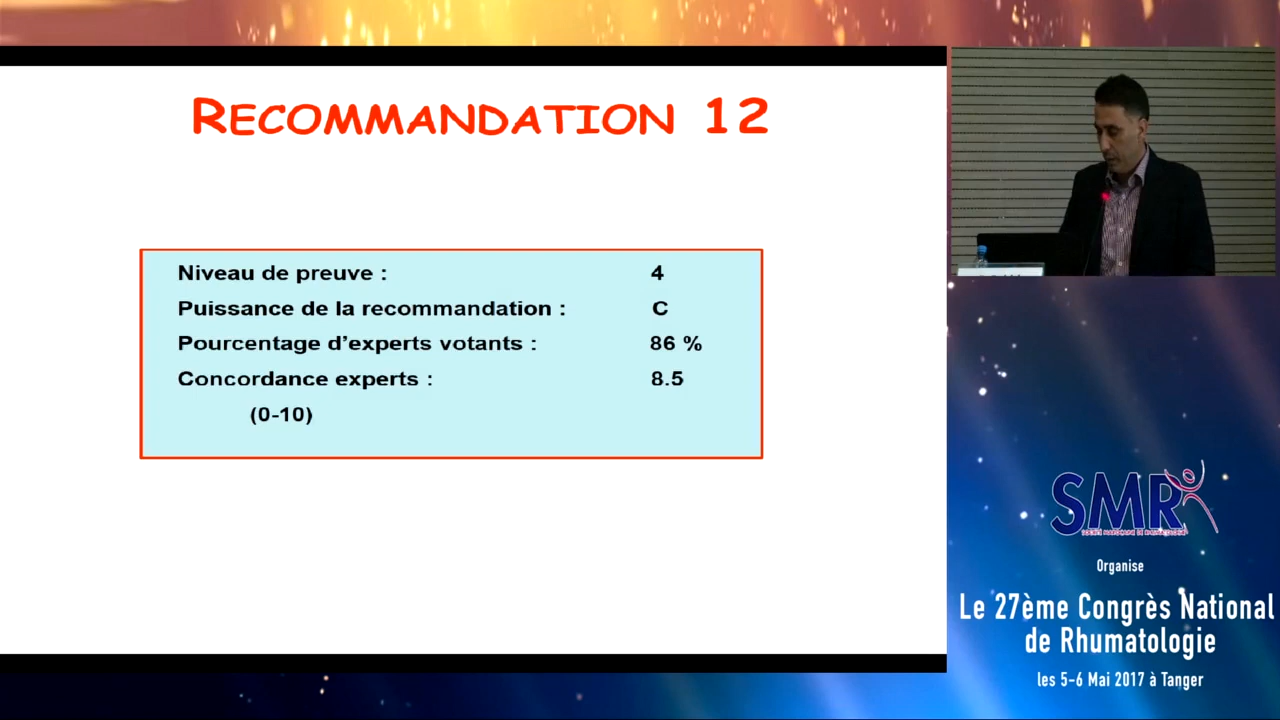 RECOMMANDATION 12
Niveau de preuve : 4
Puissance de la recommandation : C
Pourcentage d'experts votants : 86 %
Concordance experts : 8.5
(0-10)
SMR
Organise
Le 27ème Congrès National
de Rhumatologie
les 5-6 Mai 2017 à Tanger